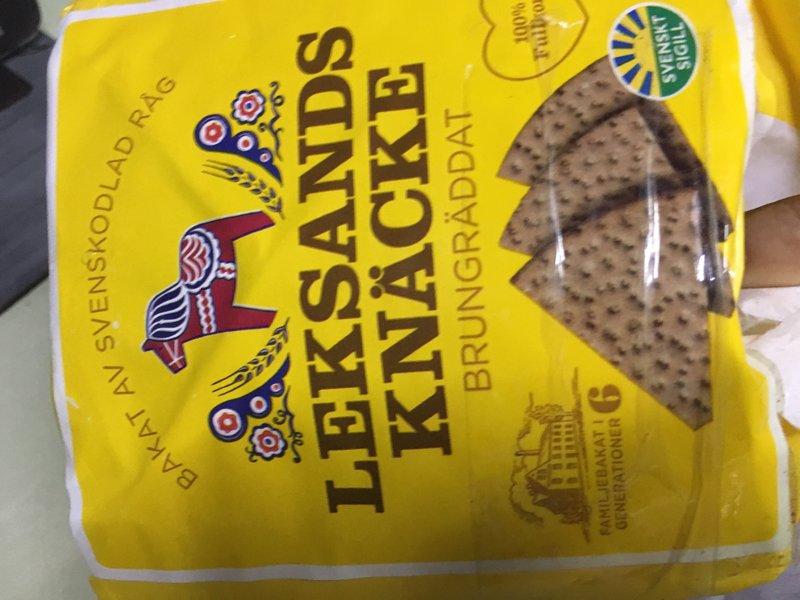 BAKAT AV SVENSKODLAD RÅG
LEKSANDS
KNÄCKE
BRUNGRÄDDAT
100%
SVENSKT
SIGILL
FAMILJEBAKAT I
GENERATIONER
6